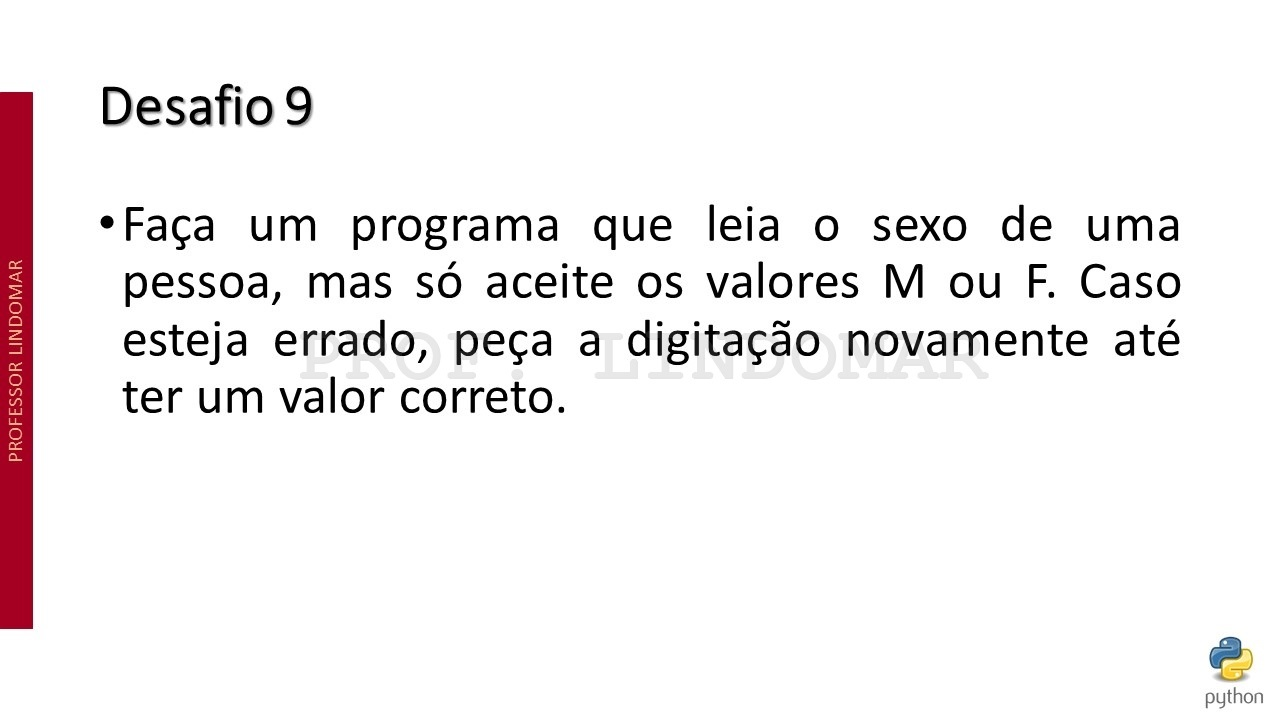 Desafio 9
• Faça um programa que leia o sexo de uma
pessoa, mas só aceite os valores M ou F. Caso
esteja errado, peça a digitação novamente até
ter um valor correto.
PROF. LINDOMAR
PROFESSOR LINDOMAR
python